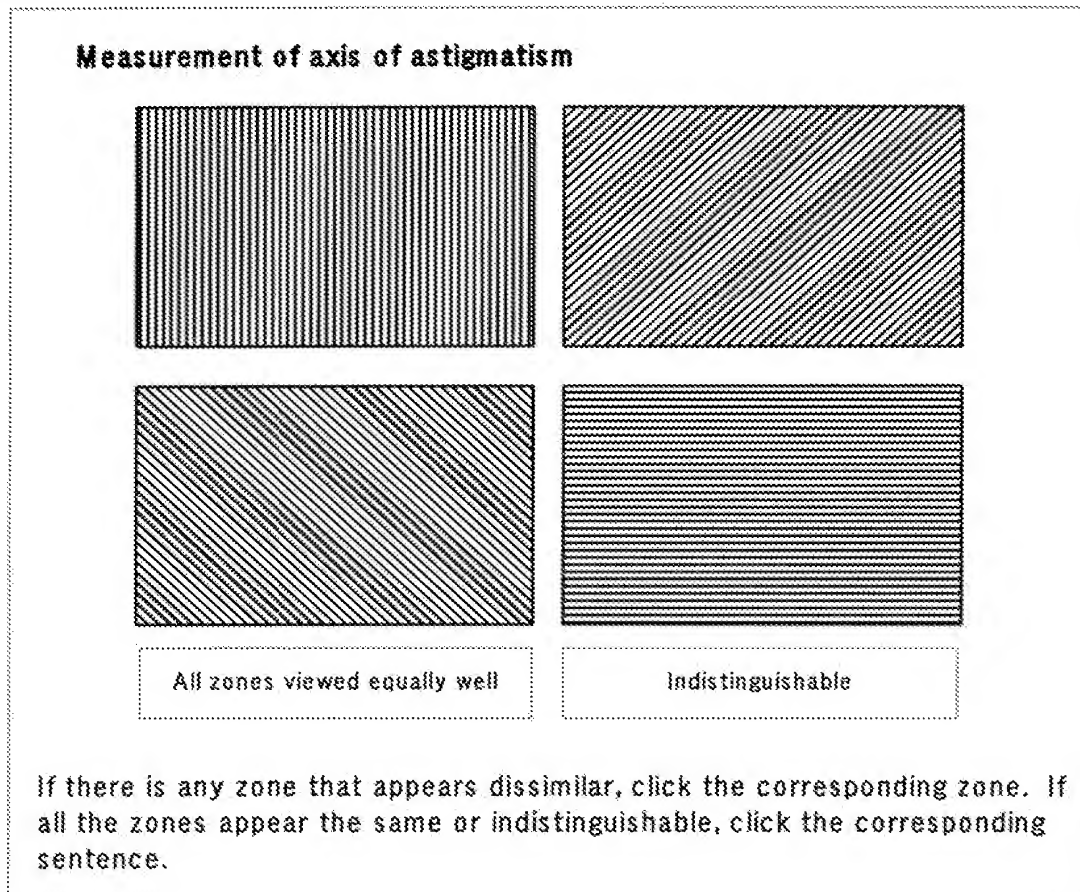 Measurement of axis of astigmatism
All zones viewed equally well
Indistinguishable
If there is any zone that appears dissimilar, click the corresponding zone. If
all the zones appear the same or indistinguishable, click the corresponding
sentence.